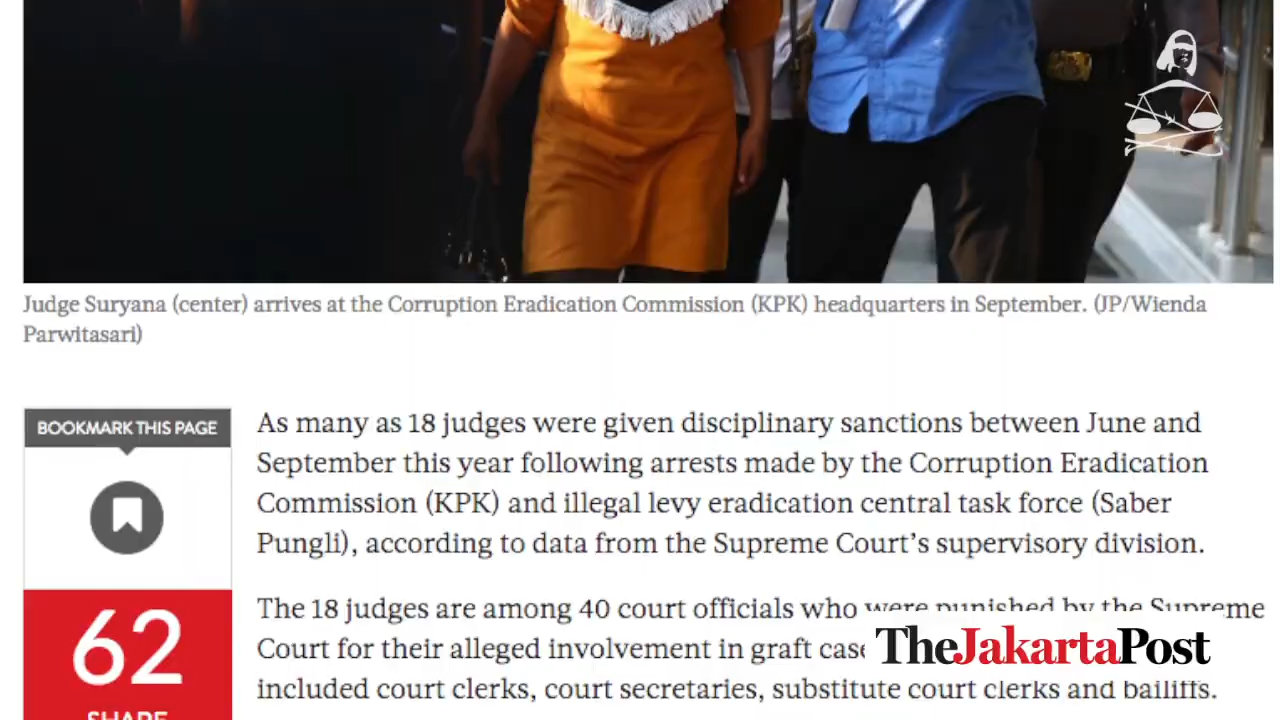 Judge Suryana (center) arrives at the Corruption Eradication Commission (KPK) headquarters in September. (JP/Wienda
Parwitasari)
BOOKMARK THIS PAGE
62
SHARE
As many as 18 judges were given disciplinary sanctions between June and
September this year following arrests made by the Corruption Eradication
Commission (KPK) and illegal levy eradication central task force (Saber
Pungli), according to data from the Supreme Court’s supervisory division.
The 18 judges are among 40 court officials who were punished by the Supreme
Court for their alleged involvement in graft case
included court clerks, court secretaries, substitute court clerks and bailiffs.
TheJakartaPost